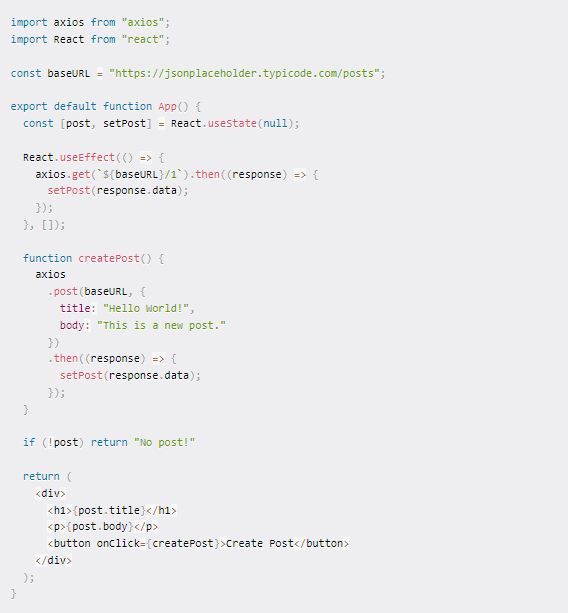 import axios from "axios";
import React from "react";

const baseURL = "https://jsonplaceholder.typicode.com/posts";

export default function App() {
  const [post, setPost] = React.useState(null);

  React.useEffect(() => {
    axios.get(`${baseURL}/1`).then((response) => {
      setPost(response.data);
    });
  }, []);

  function createPost() {
    axios
      .post(baseURL, {
        title: "Hello World!",
        body: "This is a new post."
      })
      .then((response) => {
        setPost(response.data);
      });
  }

  if (!post) return "No post!"

  return (
    <div>
      <h1>{post.title}</h1>
      <p>{post.body}</p>
      <button onClick={createPost}>Create Post</button>
    </div>
  );
}